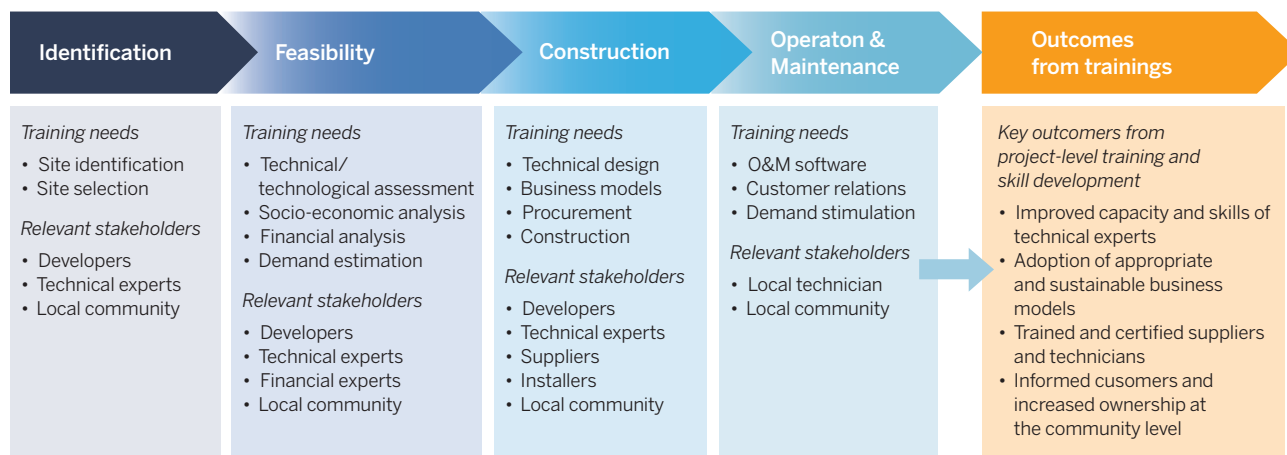 Identification
Feasibility
Construction
Operaton &
Maintenance
Outcomes
from trainings
Training needs
• Site identification
• Site selection
Relevant stakeholders
• Developers
• Technical experts
• Local community
Training needs
• Technical/
technological assessment
• Socio-economic analysis
• Financial analysis
• Demand estimation
Relevant stakeholders
• Developers
• Technical experts
• Financial experts
• Local community
Training needs
• Technical design
• Business models
• Procurement
• Construction
Relevant stakeholders
• Developers
• Technical experts
• Suppliers
• Installers
• Local community
Training needs
• O&M software
• Customer relations
• Demand stimulation
Relevant stakeholders
• Local technician
• Local community
Key outcomers from
project-level training and
skill development
• Improved capacity and skills of
technical experts
• Adoption of appropriate
and sustainable business
models
• Trained and certified suppliers
and technicians
• Informed cusomers and
increased ownership at
the community level